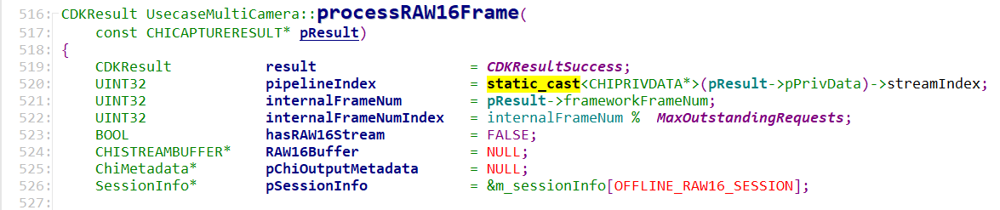 516: CDKResult UsecaseMultiCamera::processRAW16Frame(
517:     const CHICAPTURERESULT* pResult)
518: {
519:     CDKResult         result                  = CDKResultSuccess;
520:     UINT32            pipelineIndex           = static_cast<CHIPRIVDATA*>(pResult->pPrivData)->streamIndex;
521:     UINT32            internalFrameNum        = pResult->frameworkFrameNum;
522:     UINT32            internalFrameNumIndex   = internalFrameNum %  MaxOutstandingRequests;
523:     BOOL              hasRAW16Stream          = FALSE;
524:     CHISTREAMBUFFER*  RAW16Buffer             = NULL;
525:     ChiMetadata*      pChiOutputMetadata      = NULL;
526:     SessionInfo*      pSessionInfo            = &m_sessionInfo[OFFLINE_RAW16_SESSION];
527: